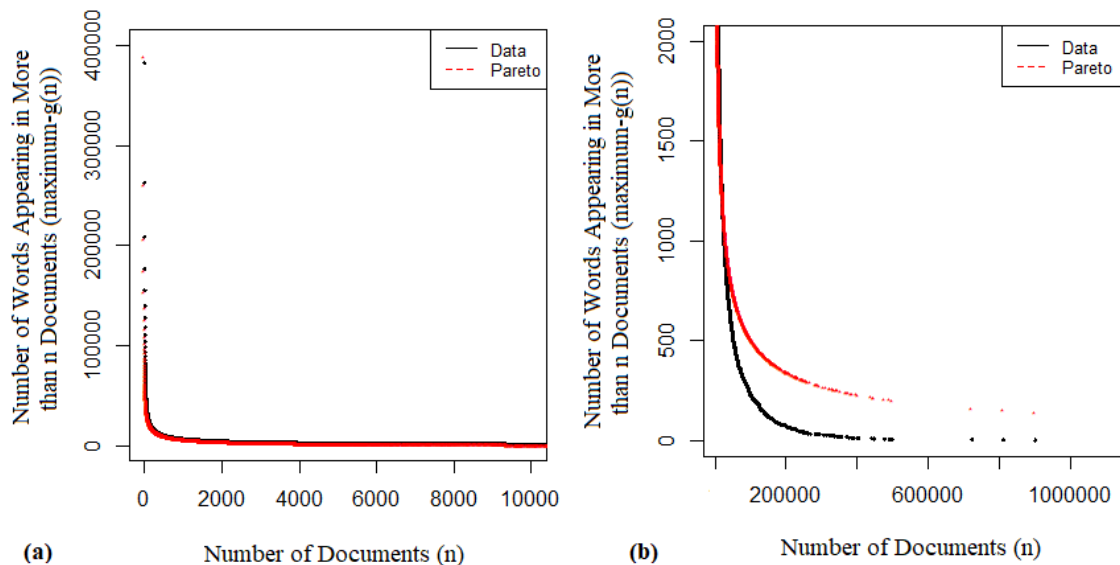 Number of Words Appearing in More
than n Documents (maximum-g(n))
400000
300000
200000
100000
0
Data
Pareto
0
2000
4000
6000
8000
10000
(a)
Number of Documents (n)
Number of Words Appearing in More
than n Documents (maximum-g(n))
2000
1500
1000
500
0
Data
Pareto
200000
600000
1000000
(b)
Number of Documents (n)